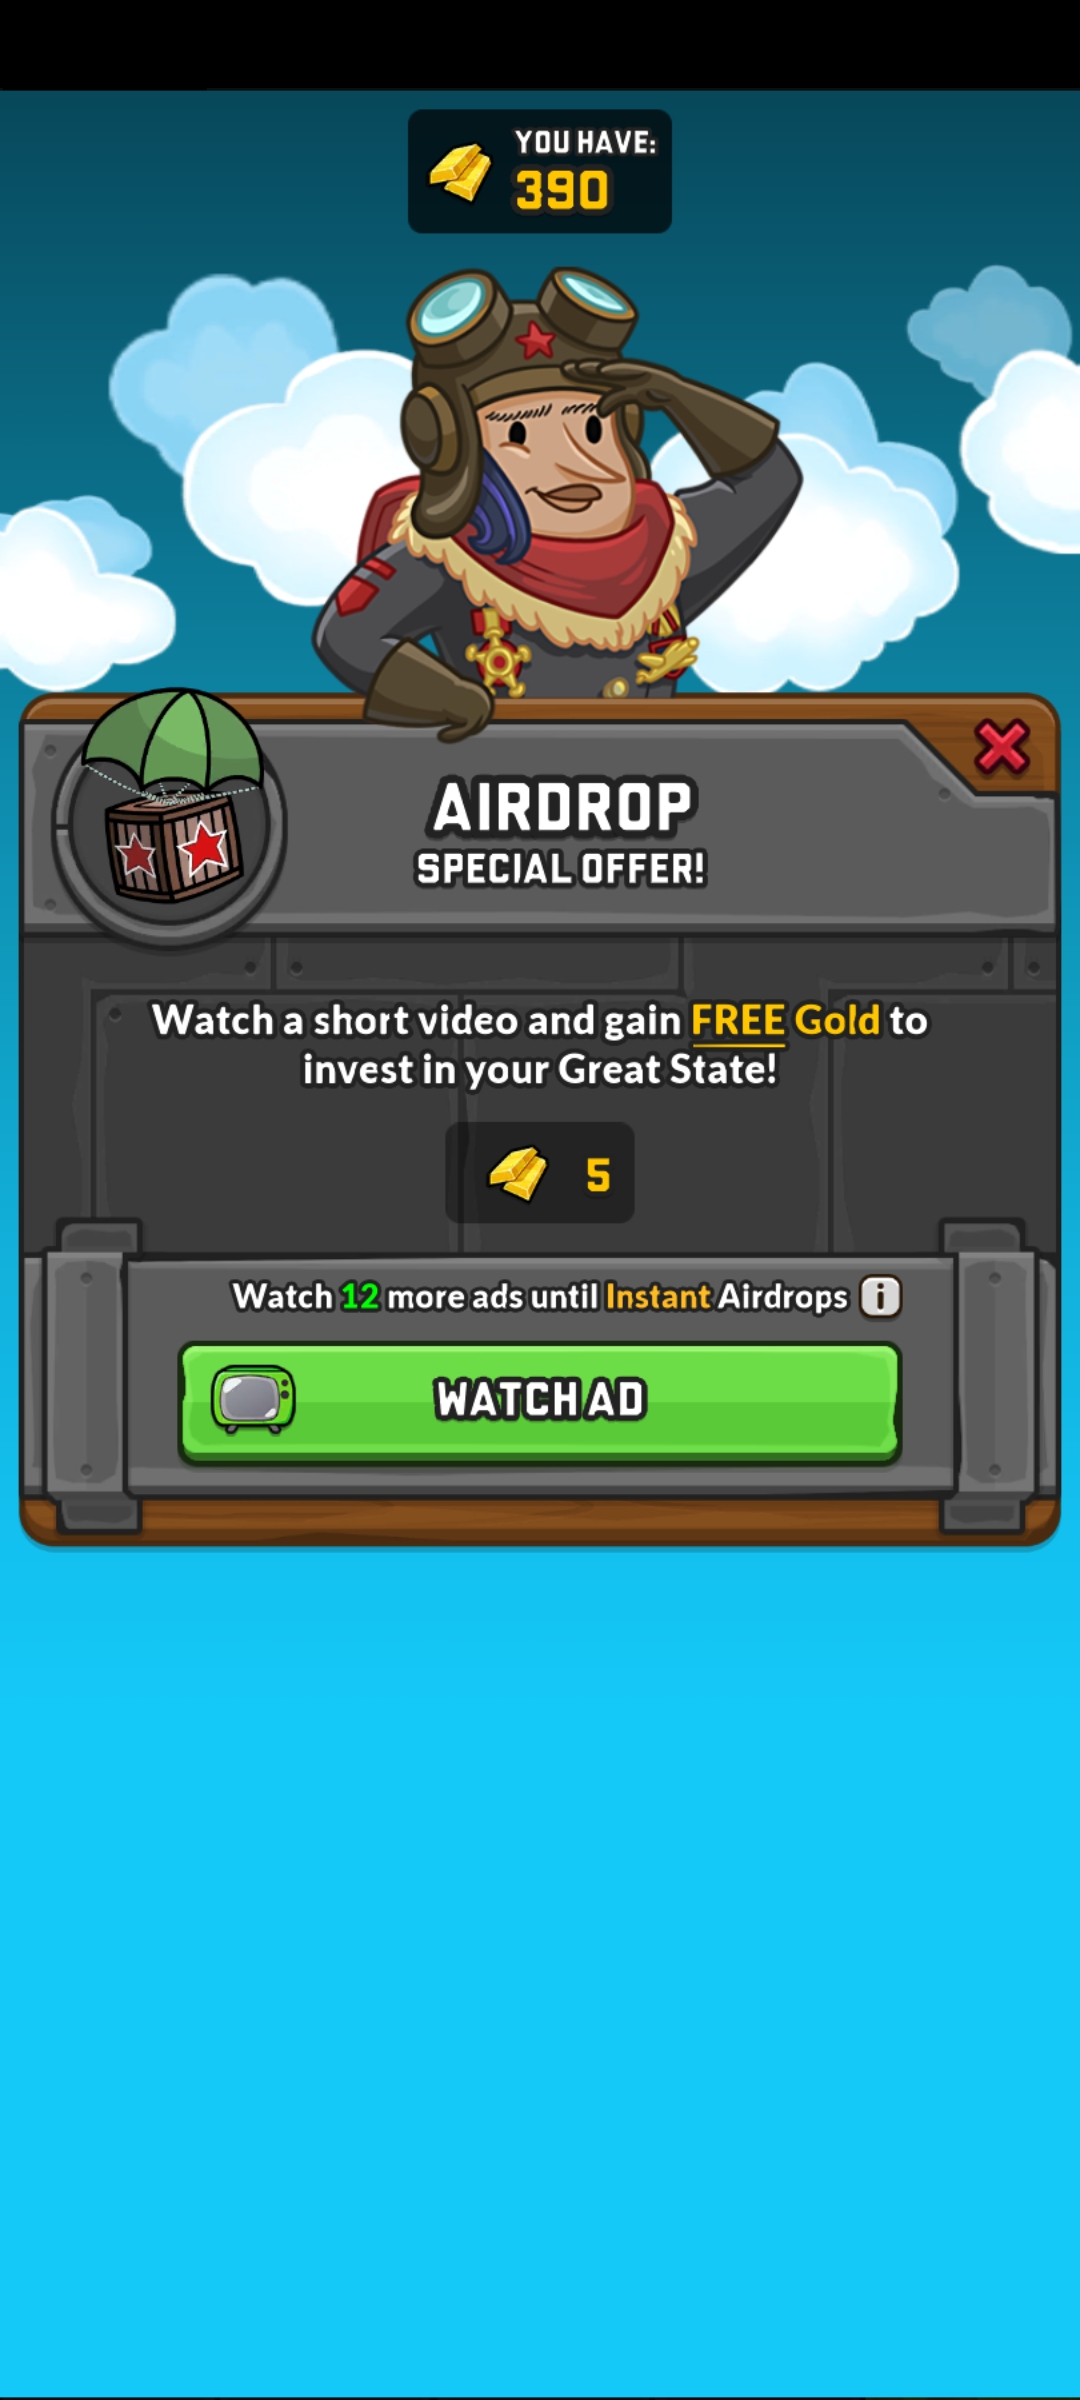 YOU HAVE:
390
AIRDROP
SPECIAL OFFER!
Watch a short video and gain FREE Gold to
invest in your Great State!
5
Watch 12 more ads until Instant Airdrops i
WATCH AD